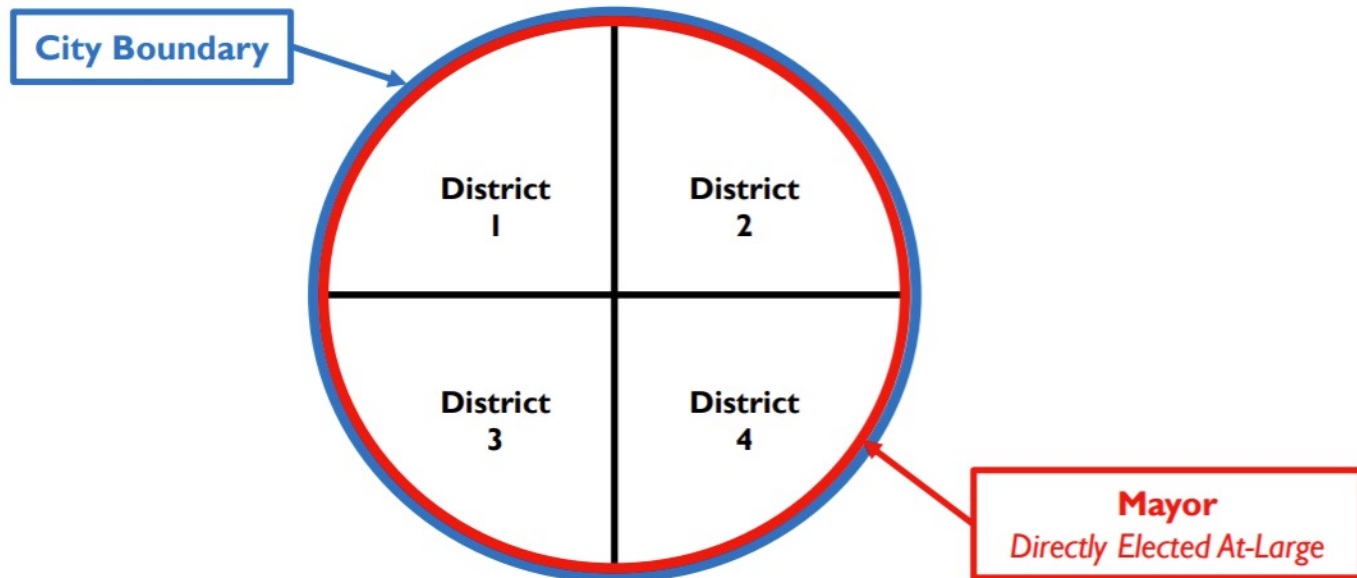 City Boundary
District
1
District
2
District
3
District
4
Mayor
Directly Elected At-Large